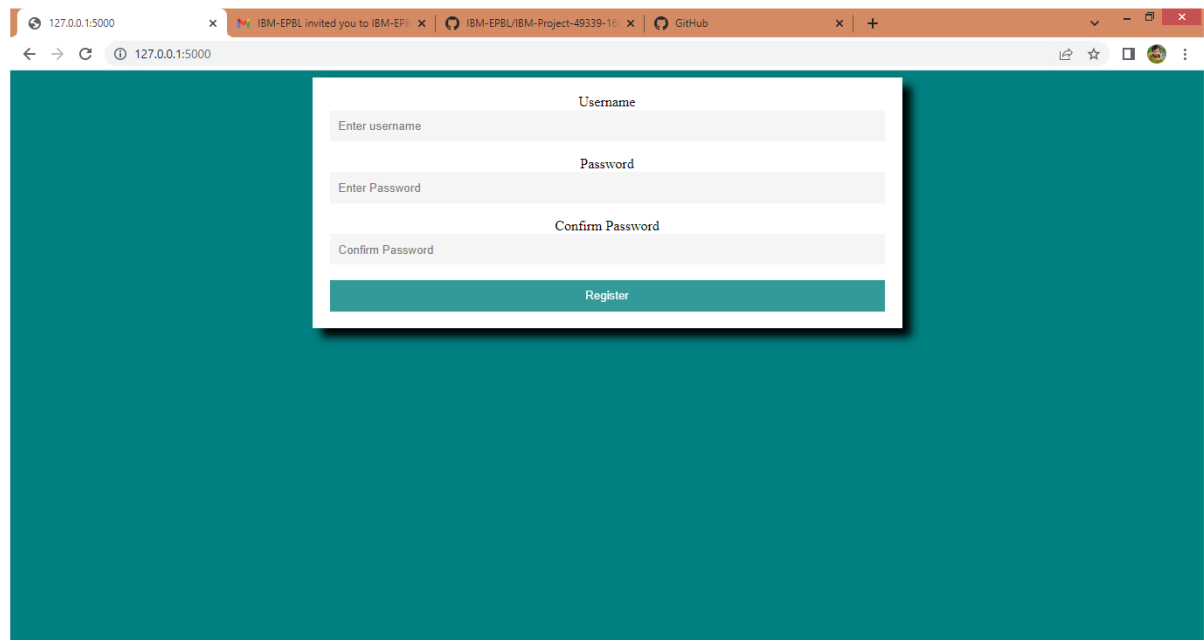 127.0.0.1:5000
IBM-EPBL invited you to IBM-EPB
IBM-EPBL/IBM-Project-49339-16
GitHub
127.0.0.1:5000
Username
Enter username
Password
Enter Password
Confirm Password
Confirm Password
Register